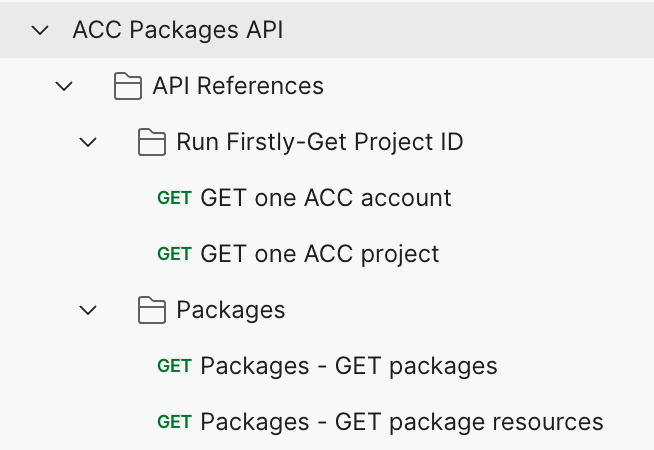 ACC Packages API
API References
Run Firstly-Get Project ID
GET GET one ACC account
GET GET one ACC project
Packages
GET Packages - GET packages
GET Packages - GET package resources